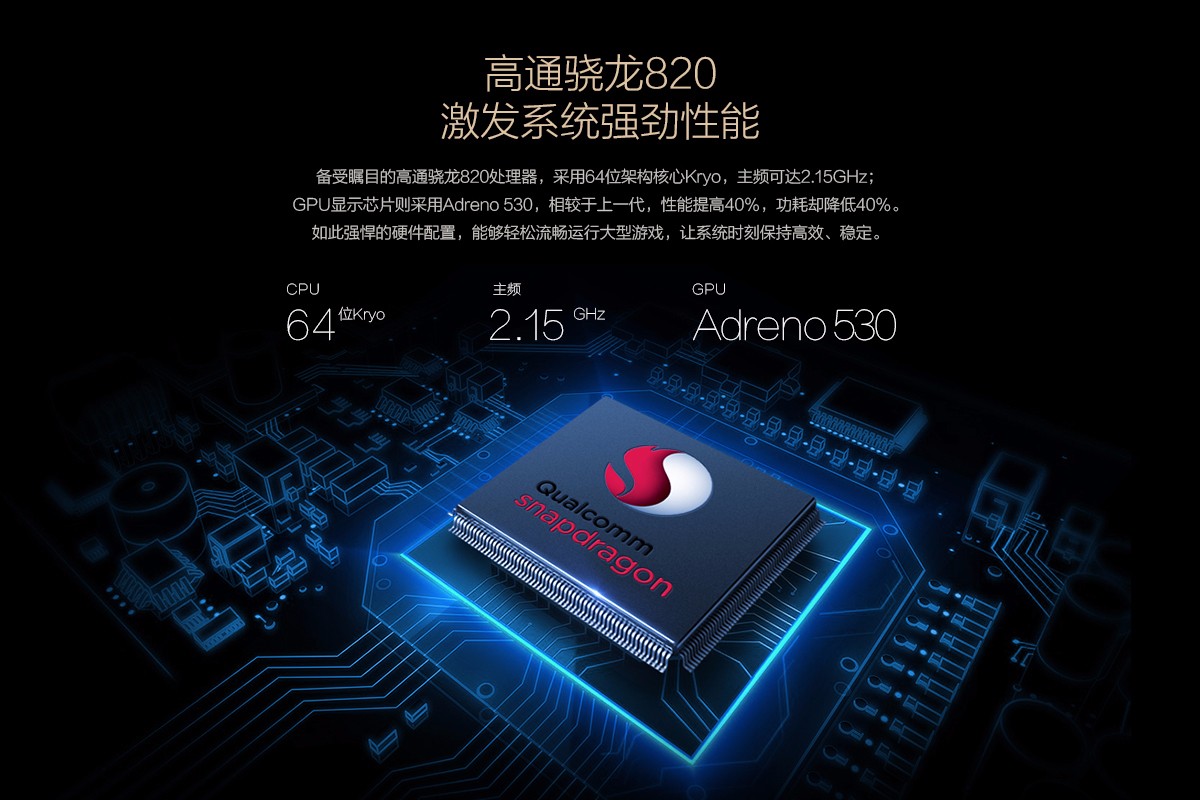 高通骁龙820
激发系统强劲性能
备受瞩目的高通骁龙820处理器，采用64位架构核心Kryo，主频可达2.15GHz；
GPU显示芯片则采用Adreno 530，相较于上一代，性能提高40%，功耗却降低40%。
如此强悍的硬件配置，能够轻松流畅运行大型游戏，让系统时刻保持高效、稳定。
CPU
64位Kryo
主频
2.15 GHz
GPU
Adreno 530
Qualcomm
snapdragon